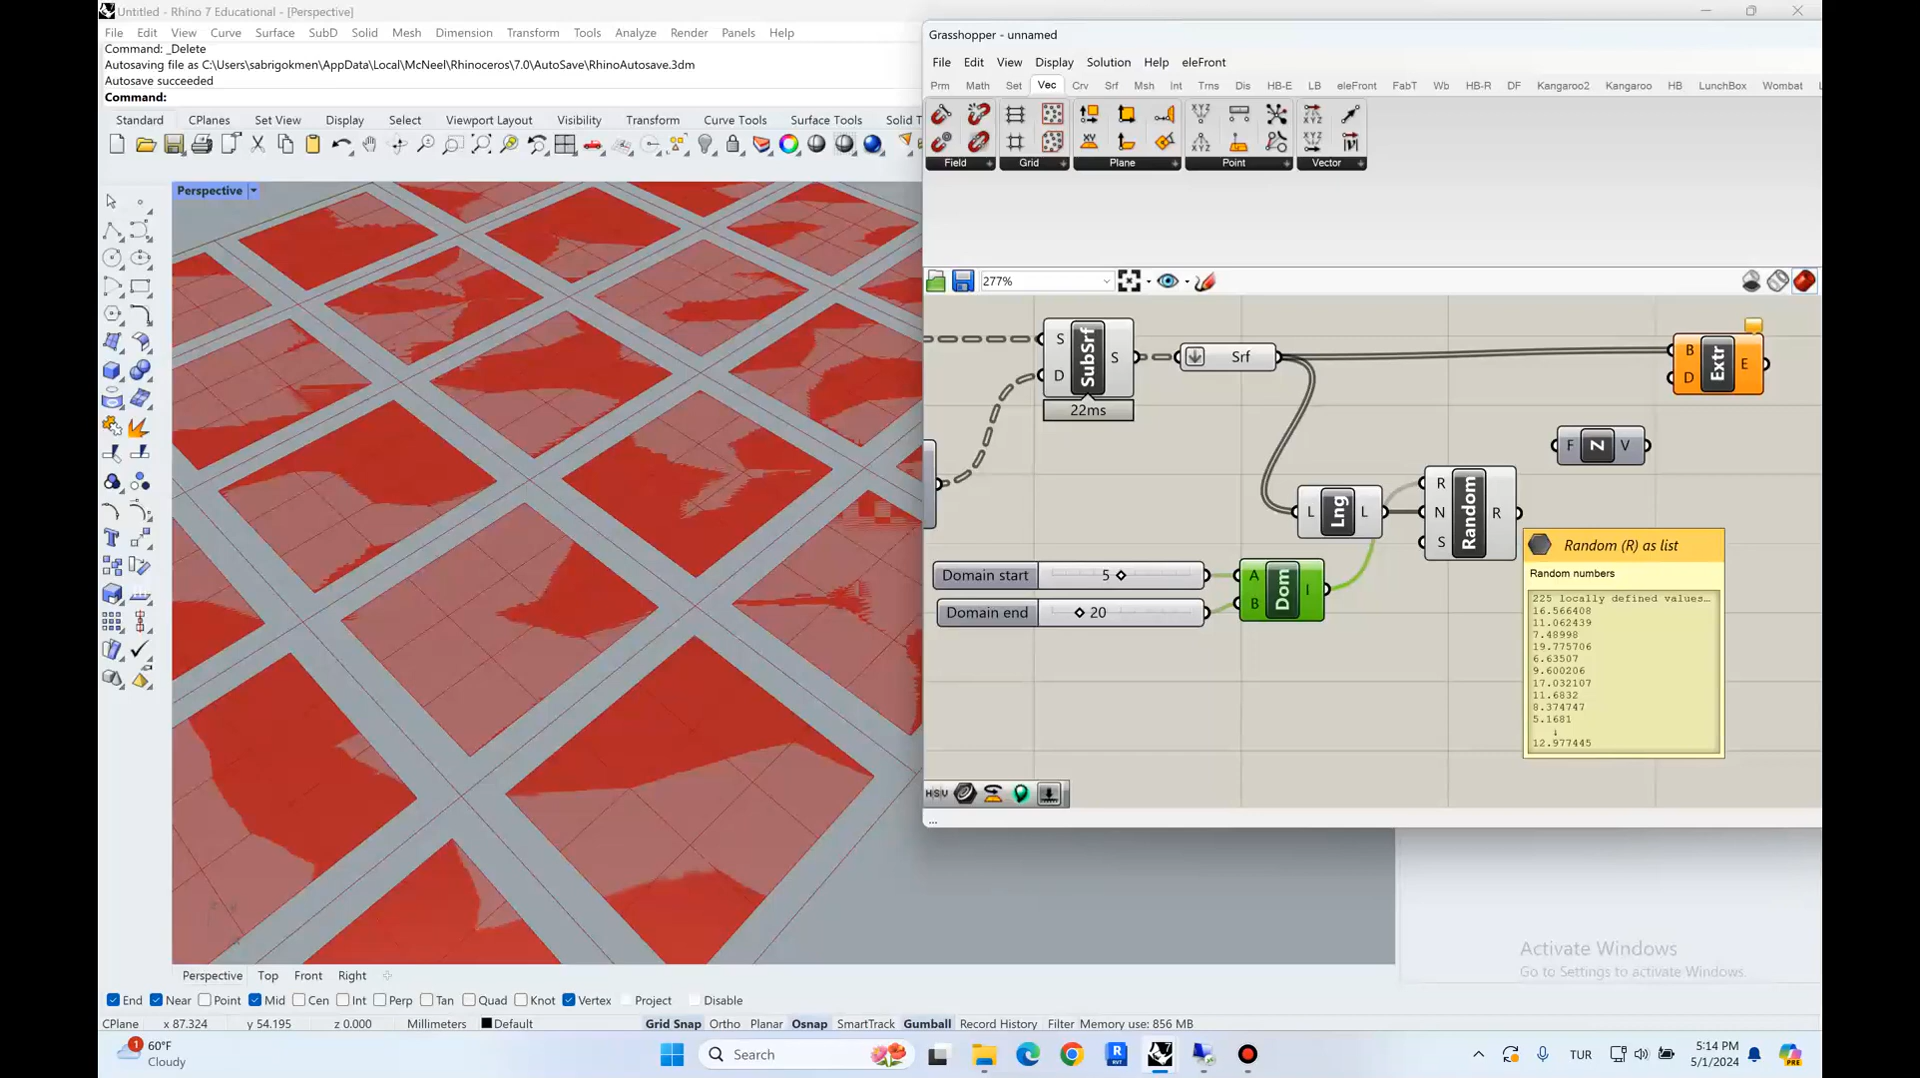 Untitled - Rhino 7 Educational - [Perspective]
File Edit View Curve Surface SubD Solid Mesh Dimension Transform Tools Analyze Render Panels Help
Command: _Delete
Autosaving file as C:\Users\sabrigokmen\AppData\Local\McNeel\Rhinoceros\7.0\AutoSave\RhinoAutosave.3dm
Autosave succeeded
Command:
Standard CPlanes Set View Display Select Viewport Layout Visibility Transform Curve Tools Surface Tools Solid T
Perspective
Grasshopper - unnamed
File Edit View Display Solution Help eleFront
Prm Math Set Vec Crv Srf Msh Int Trns Dis HB-E LB eleFront FabT Wb HB-R DF Kangaroo2 Kangaroo HB LunchBox Wombat
Field Grid Plane Point Vector
277%
S D SubSrf S
22ms
Srf
B D Extr E
F Z V
L Lng L
R N S Random R
Domain start 5
Domain end 20
A B Dom I
Random (R) as list
Random numbers
225 locally defined values...
16.566408
11.062439
7.48998
19.775706
6.63507
9.600206
17.032107
11.6832
8.374747
5.1681
↓
12.977445
HSV
...
Activate Windows
Go to Settings to activate Windows.
Perspective Top Front Right
End Near Point Mid Cen Int Perp Tan Quad Knot Vertex Project Disable
CPlane x 87.324 y 54.195 z 0.000 Millimeters Default Grid Snap Ortho Planar Osnap SmartTrack Gumball Record History Filter Memory use: 856 MB
1
60°F
Cloudy
Search
R
RVT
7
TUR
5:14 PM
5/1/2024
PRE